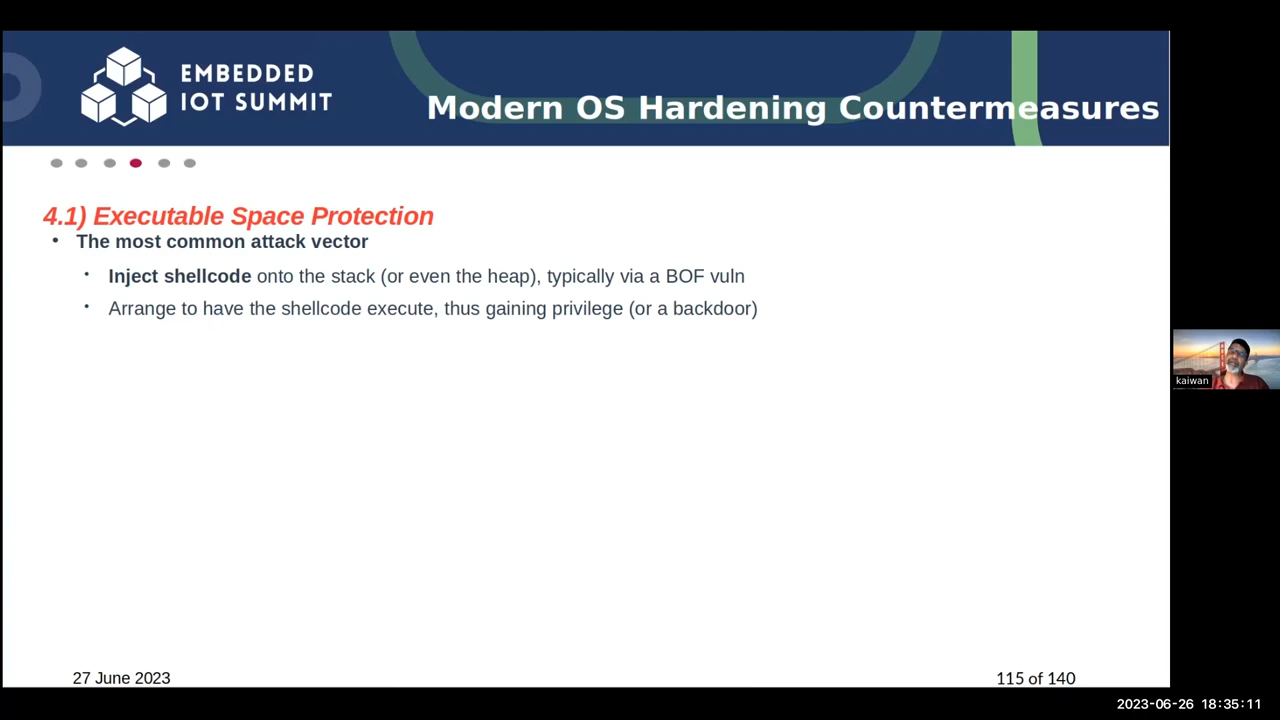 EMBEDDED
IOT SUMMIT
Modern OS Hardening Countermeasures
4.1) Executable Space Protection
• The most common attack vector
• Inject shellcode onto the stack (or even the heap), typically via a BOF vuln
• Arrange to have the shellcode execute, thus gaining privilege (or a backdoor)
kaiwan
27 June 2023
115 of 140
2023-06-26 18:35:11